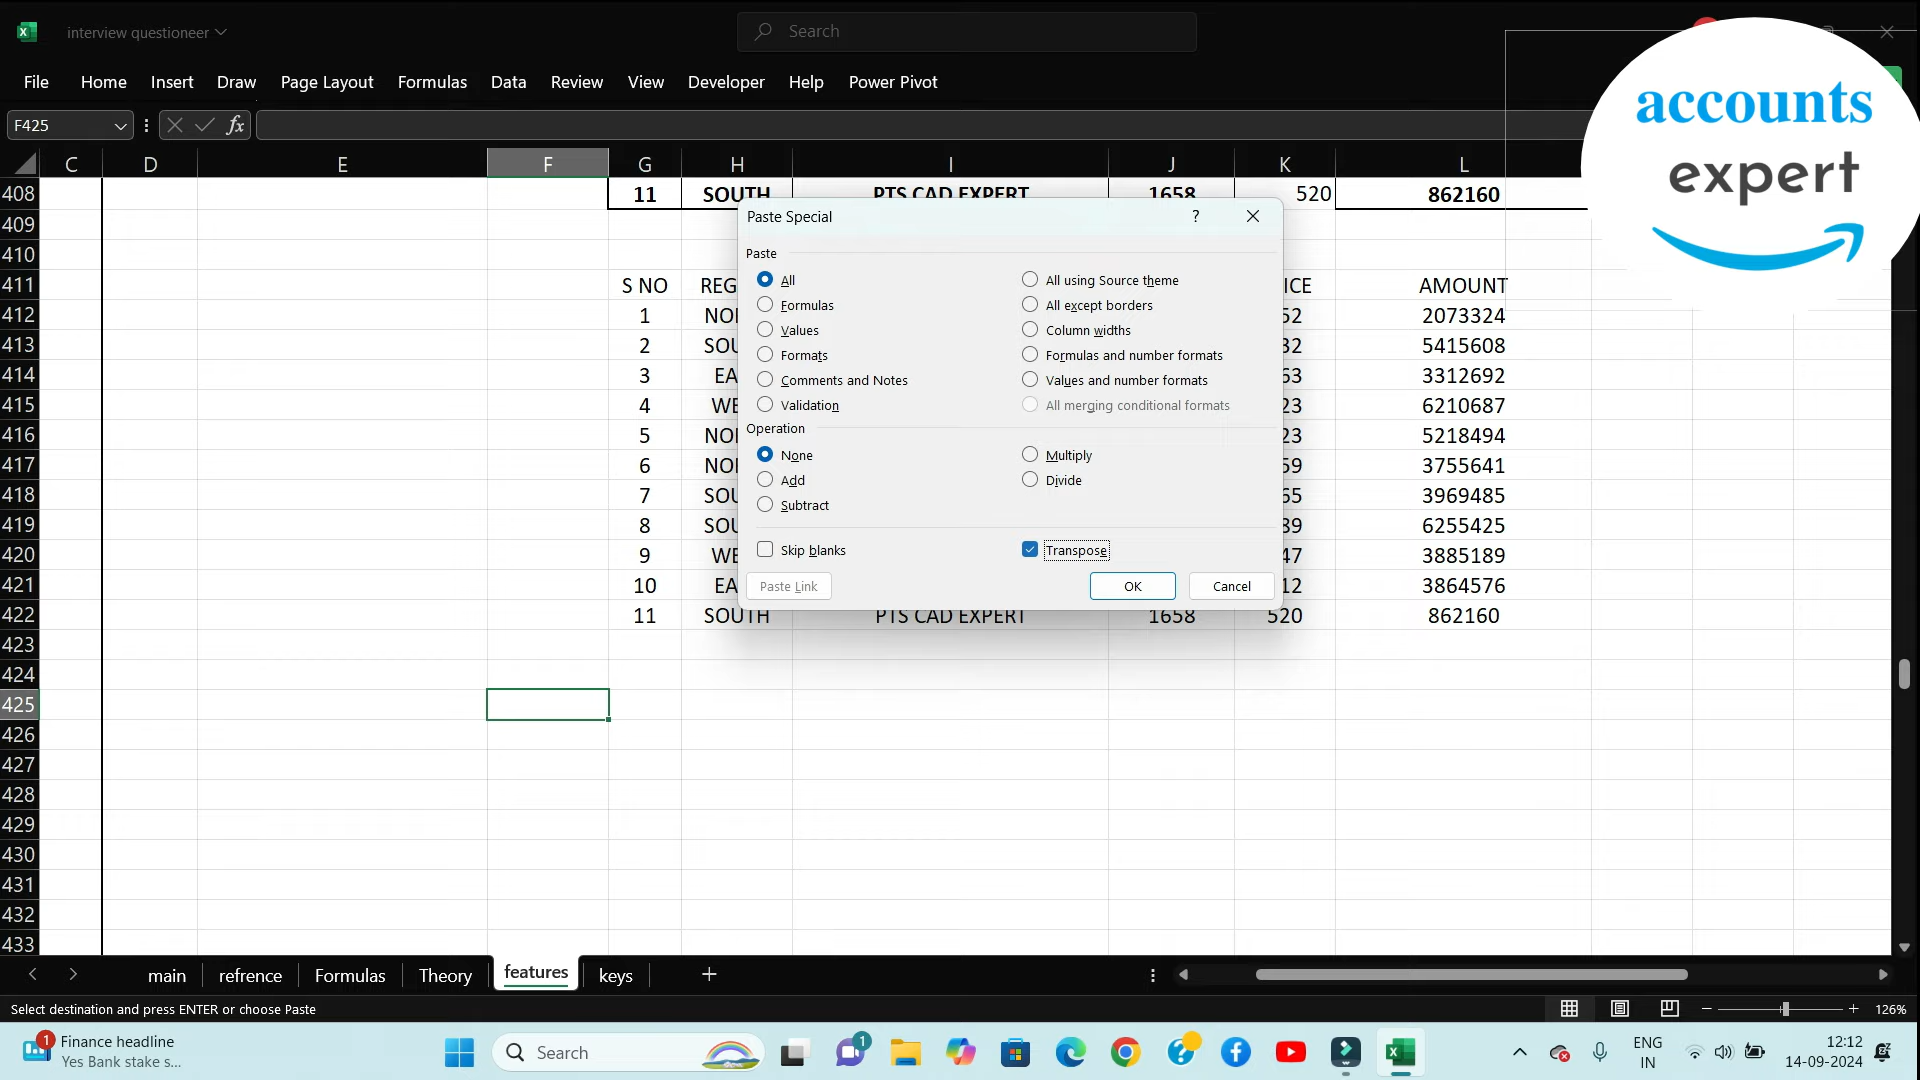 interview questioneer
Search
File Home Insert Draw Page Layout Formulas Data Review View Developer Help Power Pivot
F425
fx
accounts
expert
C D E F G H I J K L
408 11 SOUTH PTS CAD EXPERT 1658 520 862160
409
410
411 S NO REG ICE AMOUNT
412 1 NO 52 2073324
413 2 SOU 32 5415608
414 3 EA 63 3312692
415 4 WE 23 6210687
416 5 NO 23 5218494
417 6 NO 59 3755641
418 7 SOU 65 3969485
419 8 SOU 39 6255425
420 9 WE 47 3885189
421 10 EA 12 3864576
422 11 SOUTH PTS CAD EXPERT 1658 520 862160
423
424
425
426
427
428
429
430
431
432
433
Paste Special
?
Paste
All All using Source theme
Formulas All except borders
Values Column widths
Formats Formulas and number formats
Comments and Notes Values and number formats
Validation All merging conditional formats
Operation
None Multiply
Add Divide
Subtract
Skip blanks Transpose
Paste Link OK Cancel
main refrence Formulas Theory features keys
Select destination and press ENTER or choose Paste
126%
1 Finance headline
Yes Bank stake s...
Search
1
ENG
IN
12:12
14-09-2024